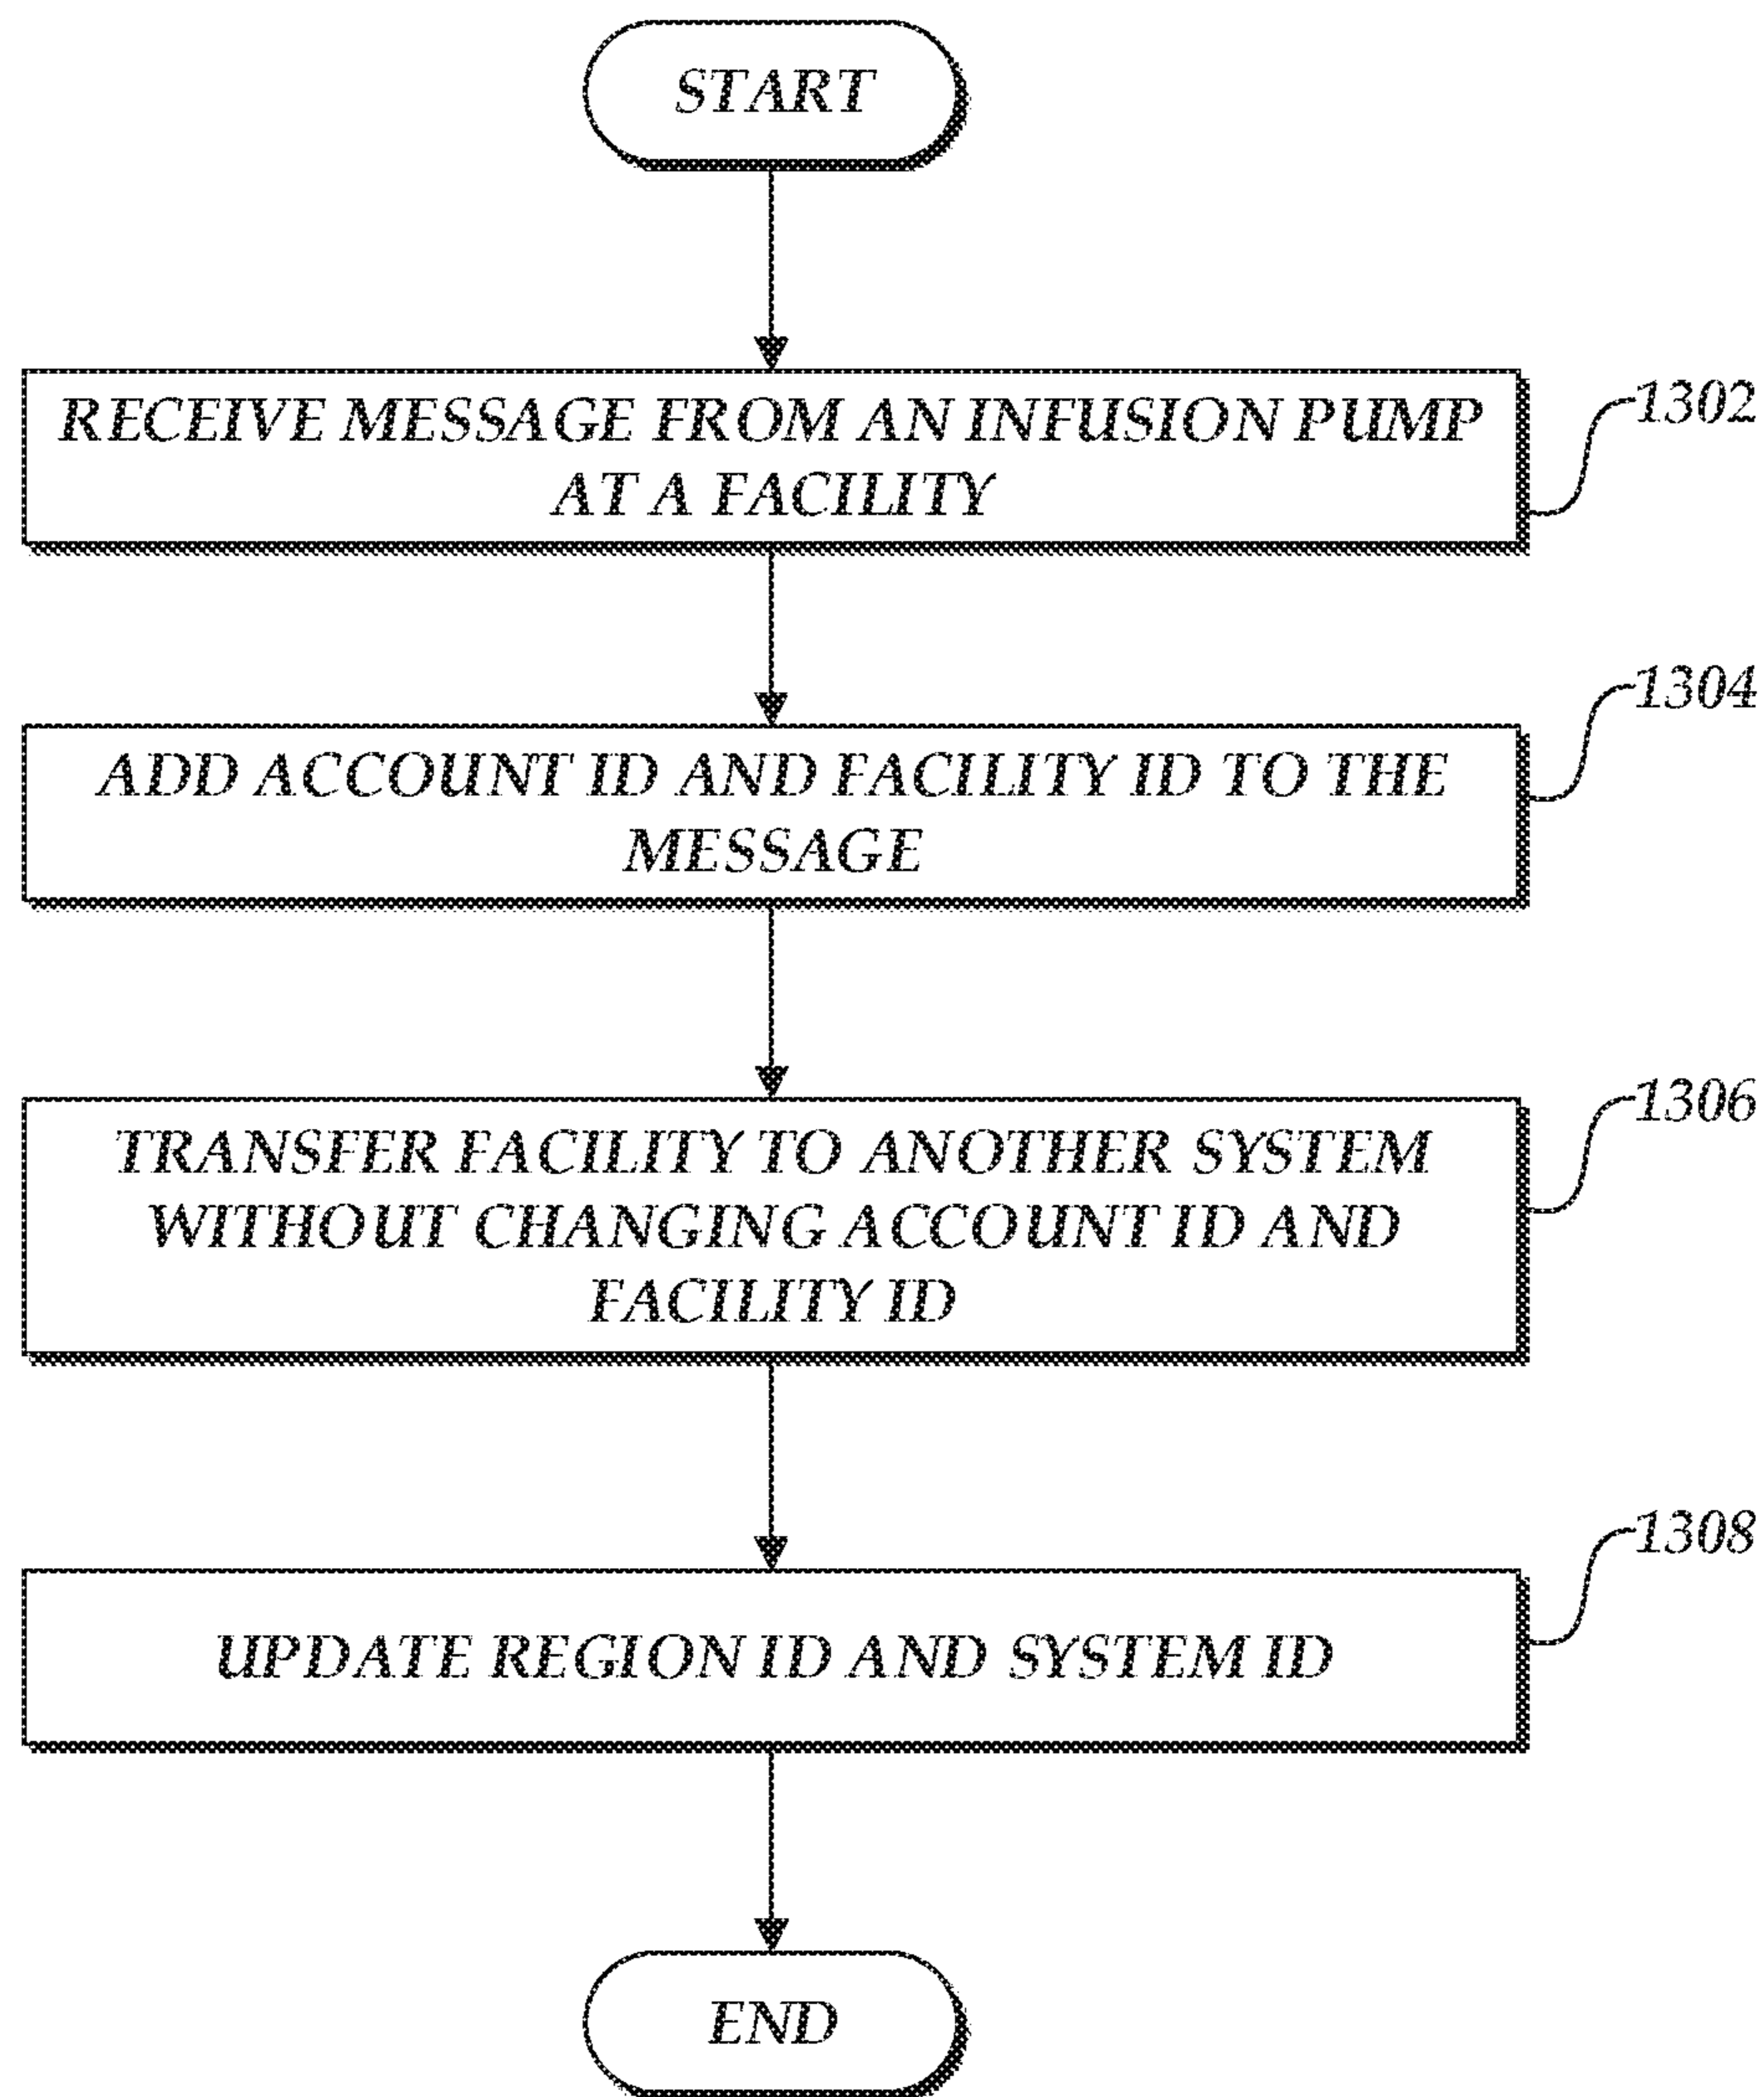 START
RECEIVE MESSAGE FROM AN INFUSION PUMP
AT A FACILITY
1302
ADD ACCOUNT ID AND FACILITY ID TO THE
MESSAGE
1304
TRANSFER FACILITY TO ANOTHER SYSTEM
WITHOUT CHANGING ACCOUNT ID AND
FACILITY ID
1306
UPDATE REGION ID AND SYSTEM ID
1308
END